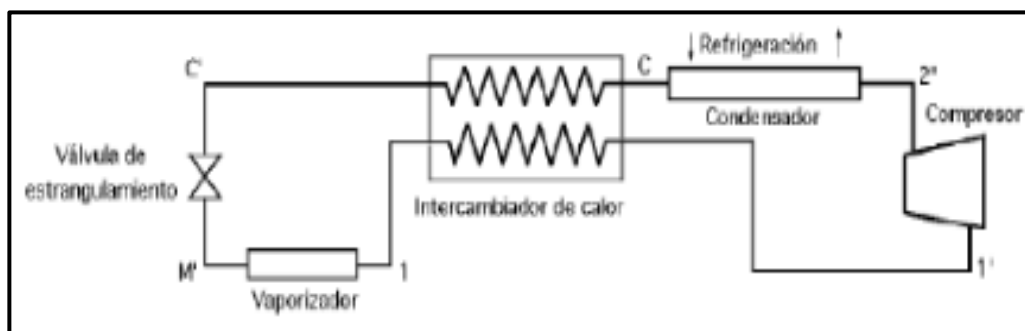 ↓ Refrigeración ↑
C'
C
2"
Condensador
Compresor
Válvula de
estrangulamiento
Intercambiador de calor
M'
1
1'
Vaporizador